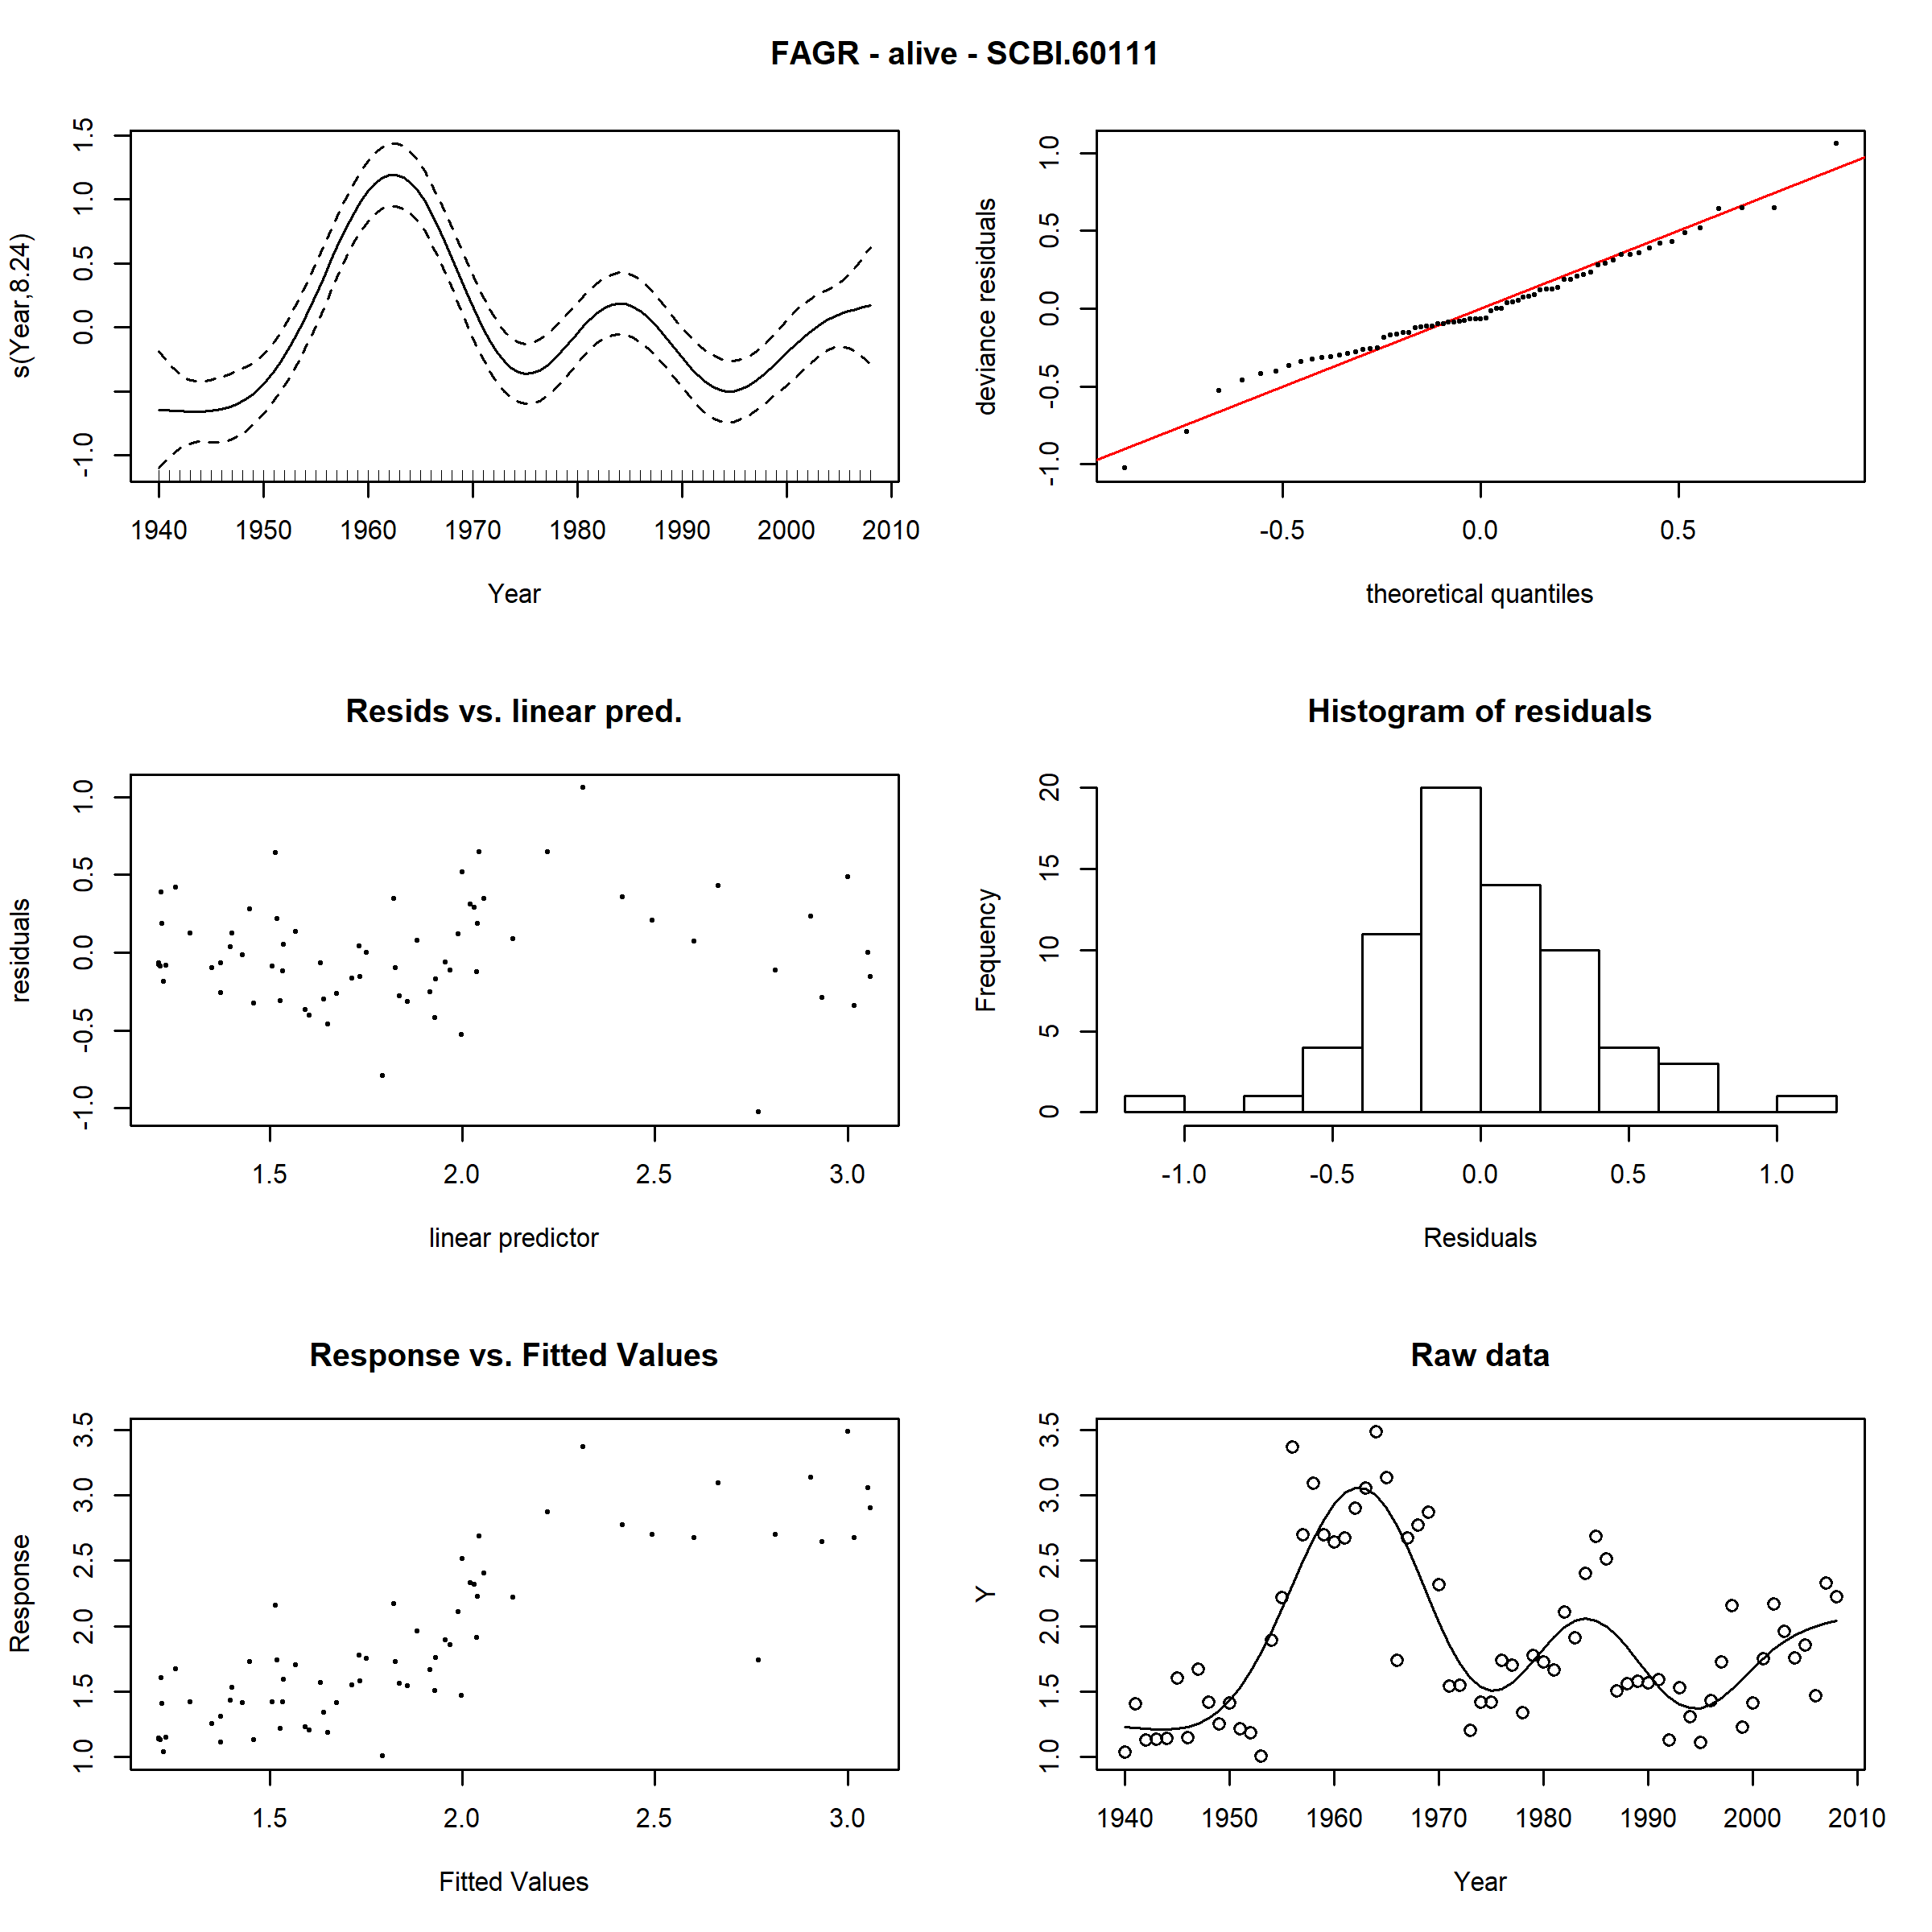 FAGR - alive - SCBI.60111
s(Year,8.24)
-1.0 0.0 0.5 1.0 1.5
1940 1950 1960 1970 1980 1990 2000 2010
Year
deviance residuals
-1.0 -0.5 0.0 0.5 1.0
-0.5 0.0 0.5
theoretical quantiles
Resids vs. linear pred.
residuals
-1.0 -0.5 0.0 0.5 1.0
1.5 2.0 2.5 3.0
linear predictor
Histogram of residuals
Frequency
0 5 10 15 20
-1.0 -0.5 0.0 0.5 1.0
Residuals
Response vs. Fitted Values
Response
1.0 1.5 2.0 2.5 3.0 3.5
1.5 2.0 2.5 3.0
Fitted Values
Raw data
Y
1.0 1.5 2.0 2.5 3.0 3.5
1940 1950 1960 1970 1980 1990 2000 2010
Year